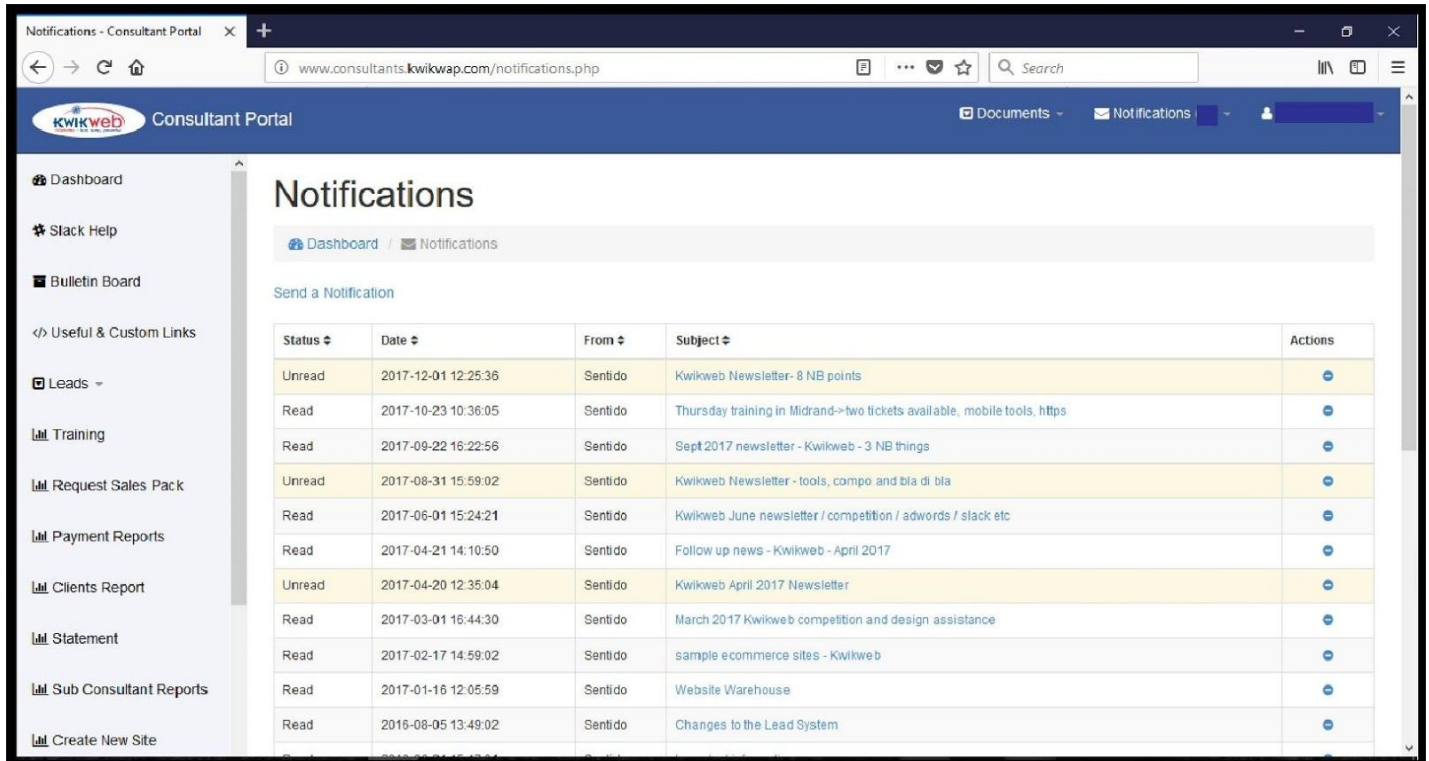 Notifications - Consultant Portal
www.consultants.kwikwap.com/notifications.php
Search
KWIKWeb
Consultant Portal
Documents
Notifications
Dashboard
Slack Help
Bulletin Board
</> Useful & Custom Links
Leads
Training
Request Sales Pack
Payment Reports
Clients Report
Statement
Sub Consultant Reports
Create New Site
Notifications
Dashboard / Notifications
Send a Notification
Status Date From Subject Actions
Unread 2017-12-01 12:25:36 Sentido Kwikweb Newsletter- 8 NB points
Read 2017-10-23 10:36:05 Sentido Thursday training in Midrand->two tickets available, mobile tools, https
Read 2017-09-22 16:22:56 Sentido Sept 2017 newsletter - Kwikweb - 3 NB things
Unread 2017-08-31 15:59:02 Sentido Kwikweb Newsletter - tools, compo and bla di bla
Read 2017-06-01 15:24:21 Sentido Kwikweb June newsletter / competition / adwords / slack etc
Read 2017-04-21 14:10:50 Sentido Follow up news - Kwikweb - April 2017
Unread 2017-04-20 12:35:04 Sentido Kwikweb April 2017 Newsletter
Read 2017-03-01 16:44:30 Sentido March 2017 Kwikweb competition and design assistance
Read 2017-02-17 14:59:02 Sentido sample ecommerce sites - Kwikweb
Read 2017-01-16 12:05:59 Sentido Website Warehouse
Read 2016-08-05 13:49:02 Sentido Changes to the Lead System